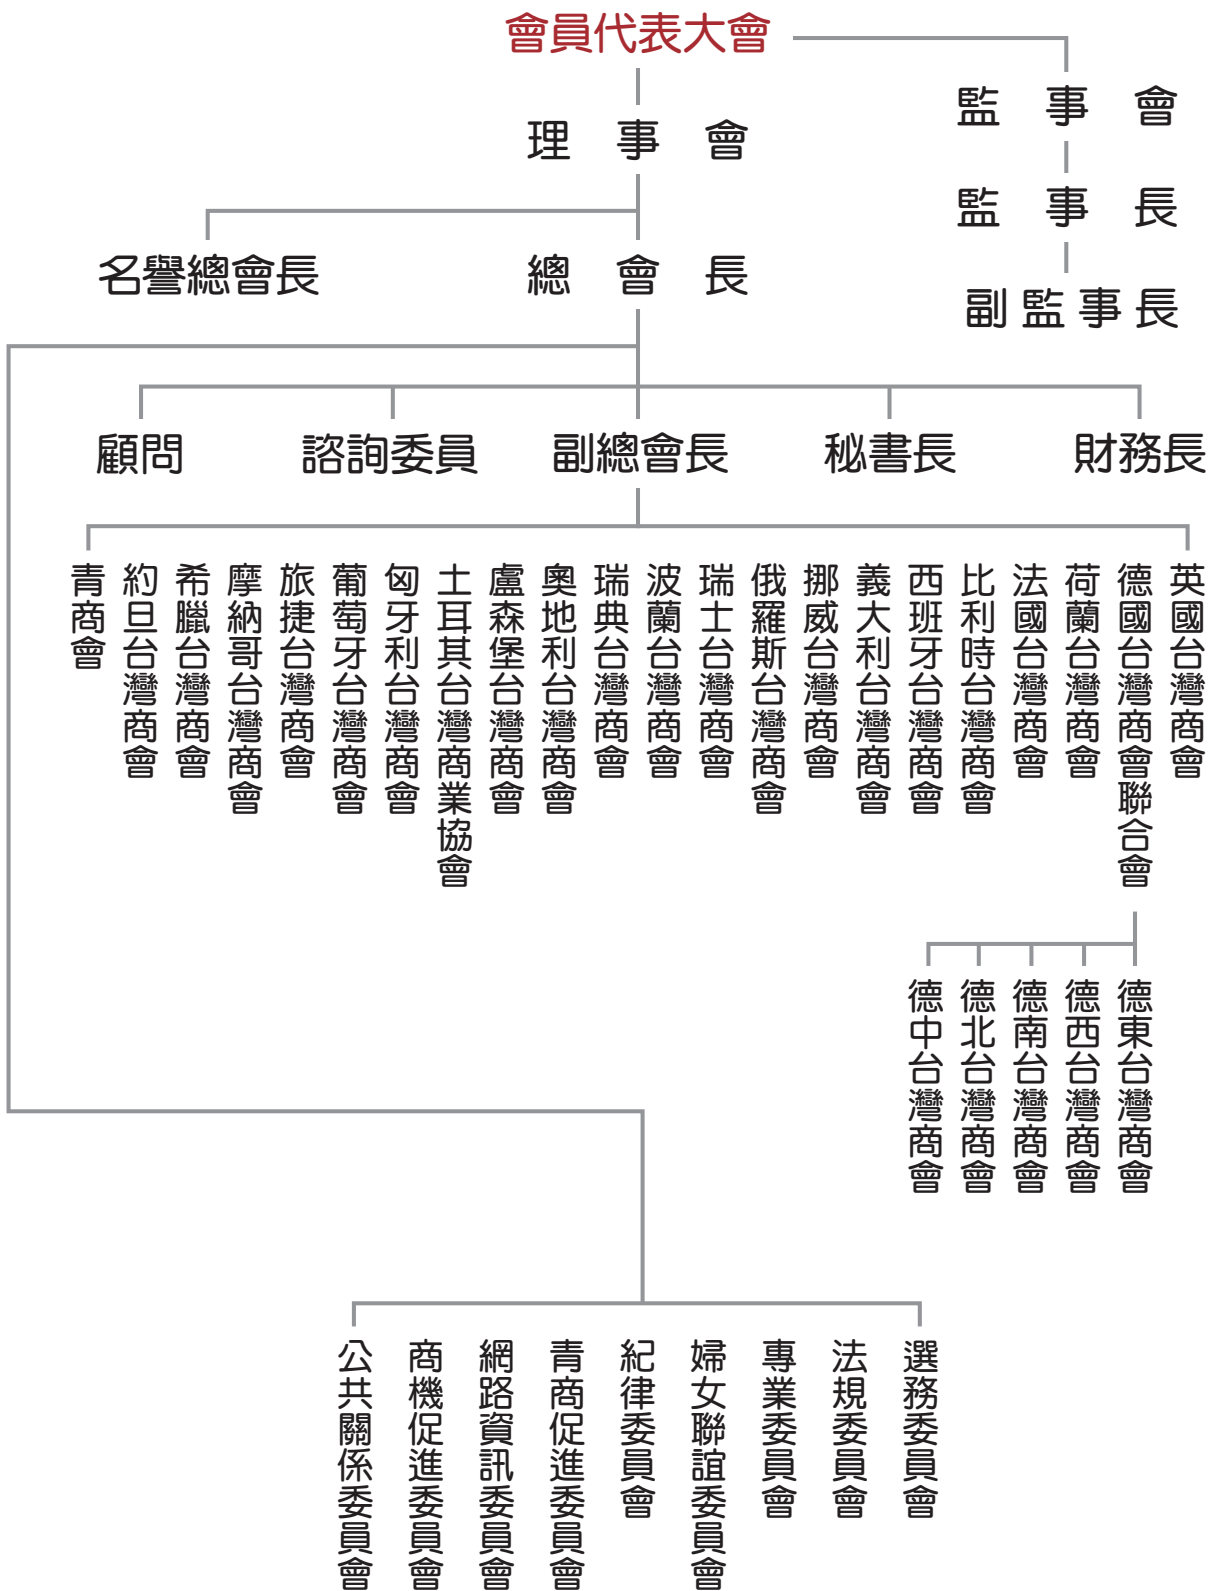 會員代表大會
監事會
理事會
監事長
名譽總會長
總會長
副監事長
顧問
諮詢委員
副總會長
秘書長
財務長
青商會
約旦台灣商會
希臘台灣商會
摩納哥台灣商會
旅捷台灣商會
葡萄牙台灣商會
匈牙利台灣商會
土耳其台灣商業協會
盧森堡台灣商會
奧地利台灣商會
瑞典台灣商會
波蘭台灣商會
瑞士台灣商會
俄羅斯台灣商會
挪威台灣商會
義大利台灣商會
西班牙台灣商會
比利時台灣商會
法國台灣商會
荷蘭台灣商會
德國台灣商會聯合會
英國台灣商會
德中台灣商會
德北台灣商會
德南台灣商會
德西台灣商會
德東台灣商會
公共關係委員會
商機促進委員會
網路資訊委員會
青商促進委員會
紀律委員會
婦女聯誼委員會
專業委員會
法規委員會
選務委員會